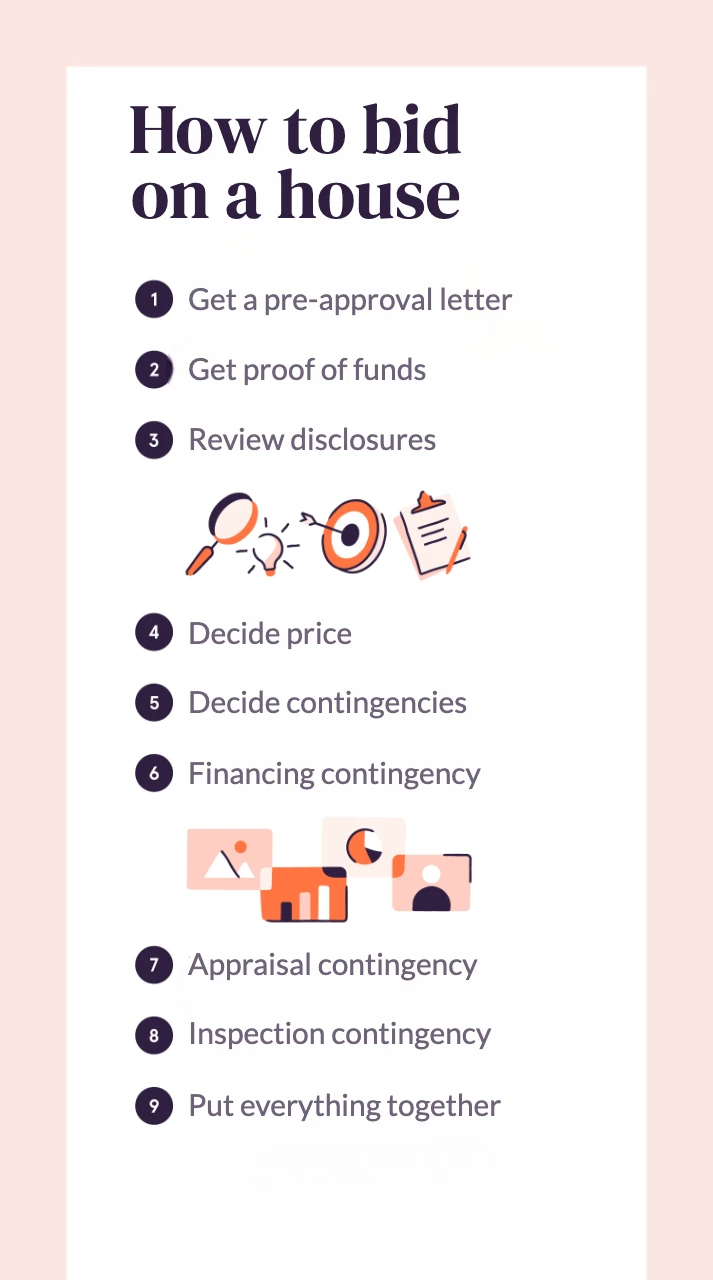 How to bid
on a house
1 Get a pre-approval letter
2 Get proof of funds
3 Review disclosures
4 Decide price
5 Decide contingencies
6 Financing contingency
7 Appraisal contingency
8 Inspection contingency
9 Put everything together